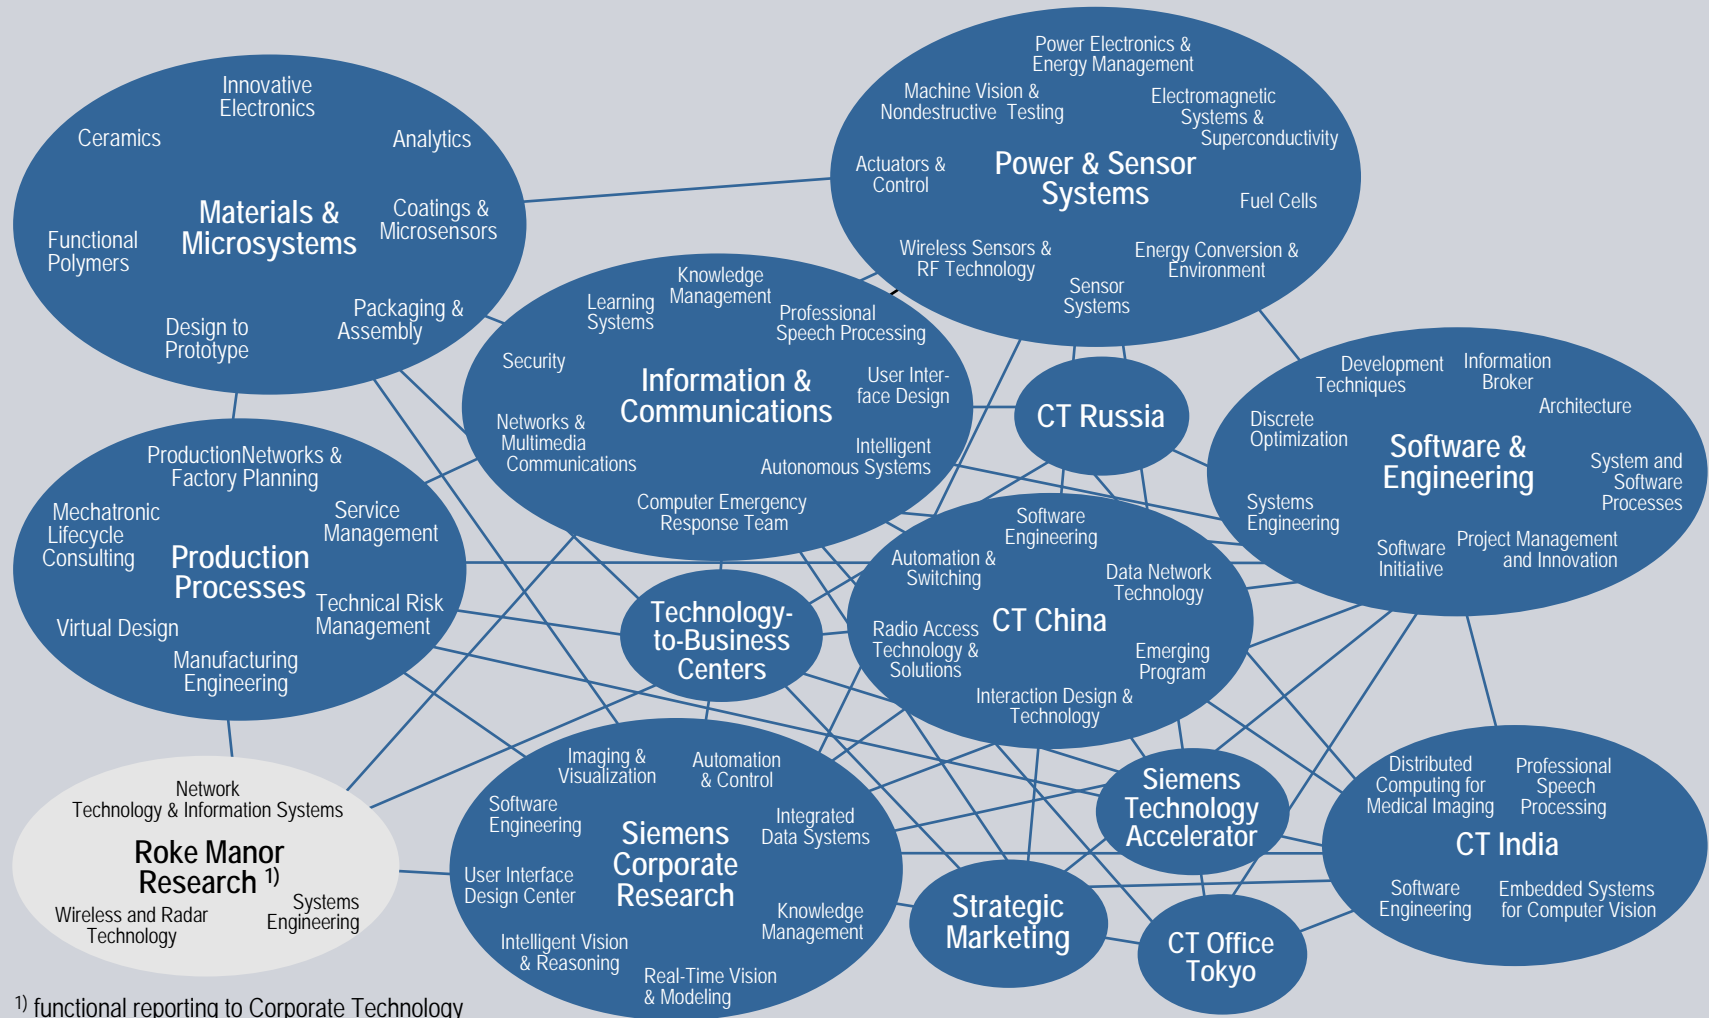 Innovative
Electronics
Ceramics
Analytics
Materials &
Microsystems
Coatings &
Microsensors
Functional
Polymers
Packaging &
Assembly
Design to
Prototype
Power Electronics &
Energy Management
Machine Vision &
Nondestructive Testing
Electromagnetic
Systems &
Superconductivity
Actuators &
Control
Power & Sensor
Systems
Fuel Cells
Wireless Sensors &
RF Technology
Energy Conversion &
Environment
Sensor
Systems
Knowledge
Management
Learning
Systems
Professional
Speech Processing
Security
Information &
Communications
User Inter-
face Design
Networks &
Multimedia
Communications
Intelligent
Autonomous Systems
Computer Emergency
Response Team
CT Russia
Development
Techniques
Information
Broker
Architecture
Discrete
Optimization
Software &
Engineering
System and
Software
Processes
Systems
Engineering
Software
Initiative
Project Management
and Innovation
ProductionNetworks &
Factory Planning
Mechatronic
Lifecycle
Consulting
Service
Management
Production
Processes
Technical Risk
Management
Virtual Design
Manufacturing
Engineering
Technology-
to-Business
Centers
Software
Engineering
Automation &
Switching
Data Network
Technology
CT China
Radio Access
Technology &
Solutions
Emerging
Program
Interaction Design &
Technology
Network
Technology & Information Systems
Roke Manor
Research 1)
Systems
Engineering
Wireless and Radar
Technology
Imaging &
Visualization
Automation
& Control
Software
Engineering
Integrated
Data Systems
Siemens
Corporate
Research
User Interface
Design Center
Knowledge
Management
Intelligent Vision
& Reasoning
Real-Time Vision
& Modeling
Siemens
Technology
Accelerator
Strategic
Marketing
CT Office
Tokyo
Distributed
Computing for
Medical Imaging
Professional
Speech
Processing
CT India
Software
Engineering
Embedded Systems
for Computer Vision
1) functional reporting to Corporate Technology